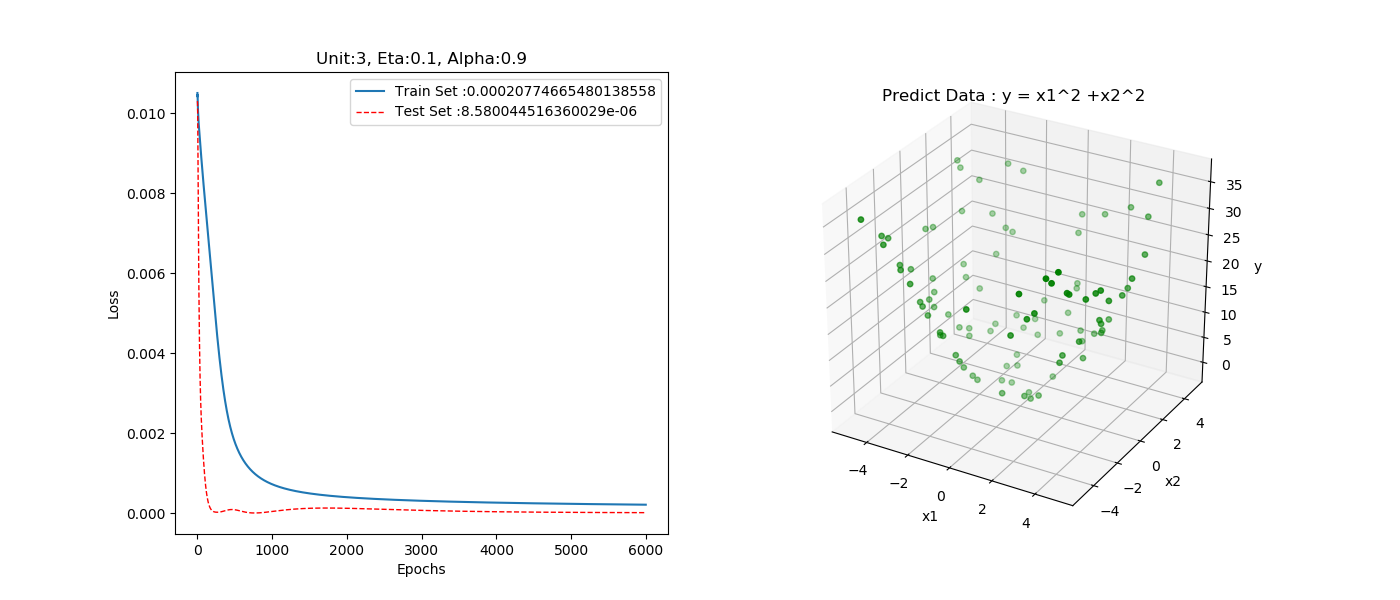 Unit:3, Eta:0.1, Alpha:0.9
Train Set :0.00020774665480138558
Test Set :8.580044516360029e-06
0.010
0.008
0.006
0.004
0.002
0.000
Loss
0 1000 2000 3000 4000 5000 6000
Epochs
Predict Data : y = x1^2 +x2^2
35
30
25
20
15
10
5
0
y
−4 −2 0 2 4
x1
−4 −2 0 2 4
x2